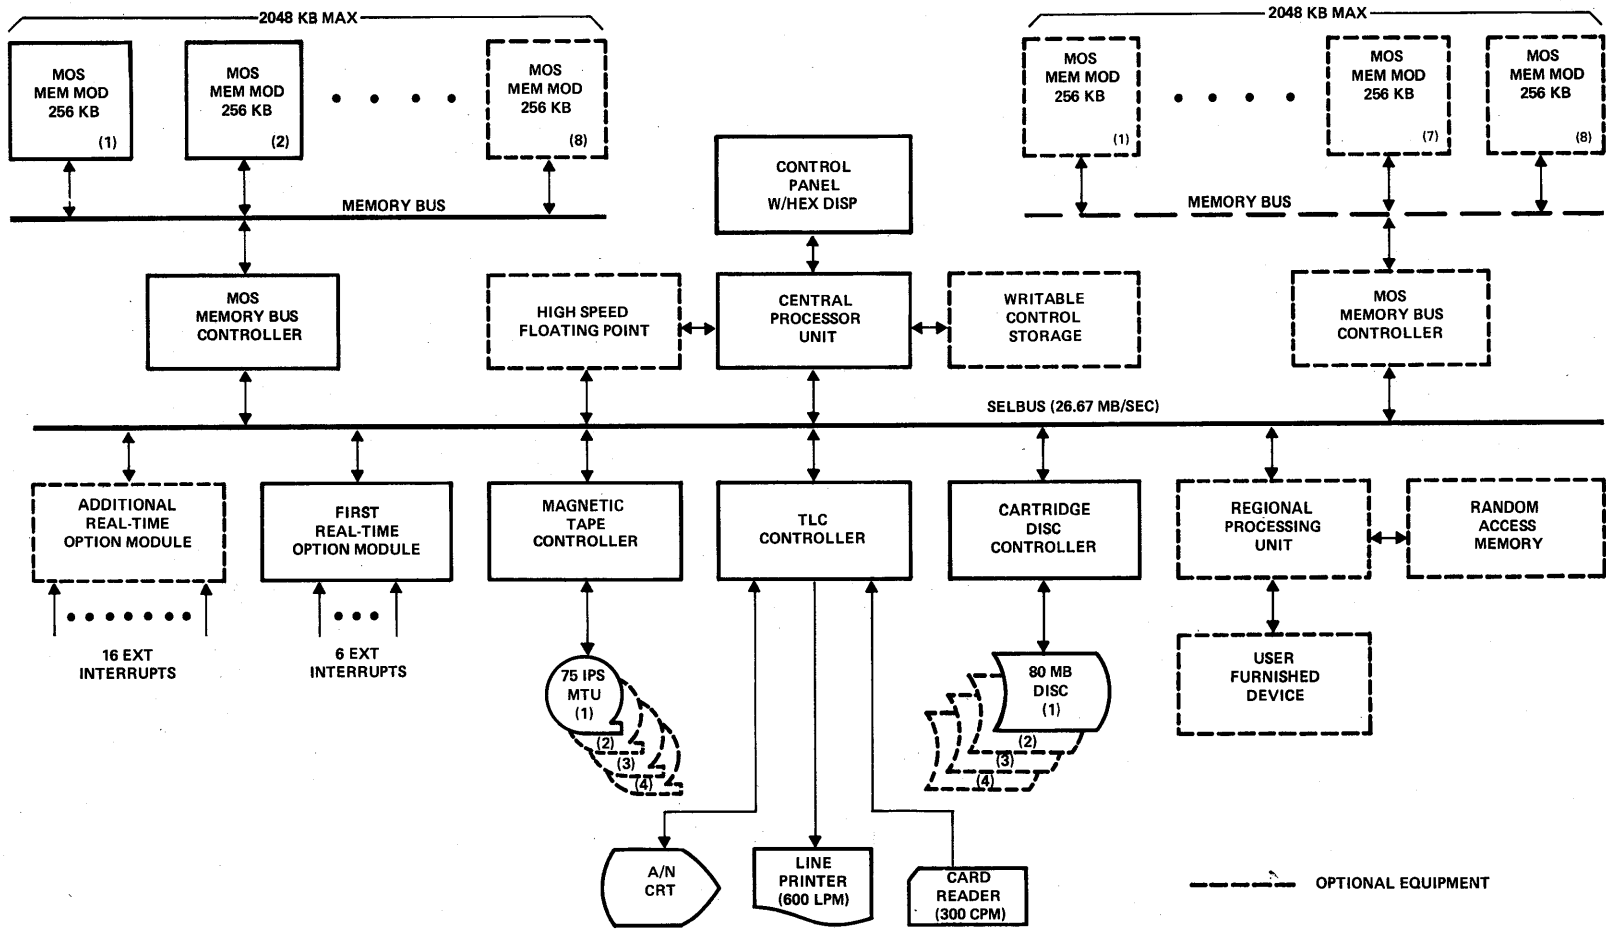 2048 KB MAX
2048 KB MAX
MOS
MEM MOD
256 KB
(1)
MOS
MEM MOD
256 KB
(2)
MOS
MEM MOD
256 KB
(8)
MOS
MEM MOD
256 KB
(1)
MOS
MEM MOD
256 KB
(7)
MOS
MEM MOD
256 KB
(8)
MEMORY BUS
CONTROL
PANEL
W/HEX DISP
MEMORY BUS
MOS
MEMORY BUS
CONTROLLER
HIGH SPEED
FLOATING POINT
CENTRAL
PROCESSOR
UNIT
WRITABLE
CONTROL
STORAGE
MOS
MEMORY BUS
CONTROLLER
SELBUS (26.67 MB/SEC)
ADDITIONAL
REAL-TIME
OPTION MODULE
FIRST
REAL-TIME
OPTION MODULE
MAGNETIC
TAPE
CONTROLLER
TLC
CONTROLLER
CARTRIDGE
DISC
CONTROLLER
REGIONAL
PROCESSING
UNIT
RANDOM
ACCESS
MEMORY
16 EXT
INTERRUPTS
6 EXT
INTERRUPTS
75 IPS
MTU
(1)
(2)
(3)
(4)
80 MB
DISC
(1)
(2)
(3)
(4)
USER
FURNISHED
DEVICE
A/N
CRT
LINE
PRINTER
(600 LPM)
CARD
READER
(300 CPM)
OPTIONAL EQUIPMENT